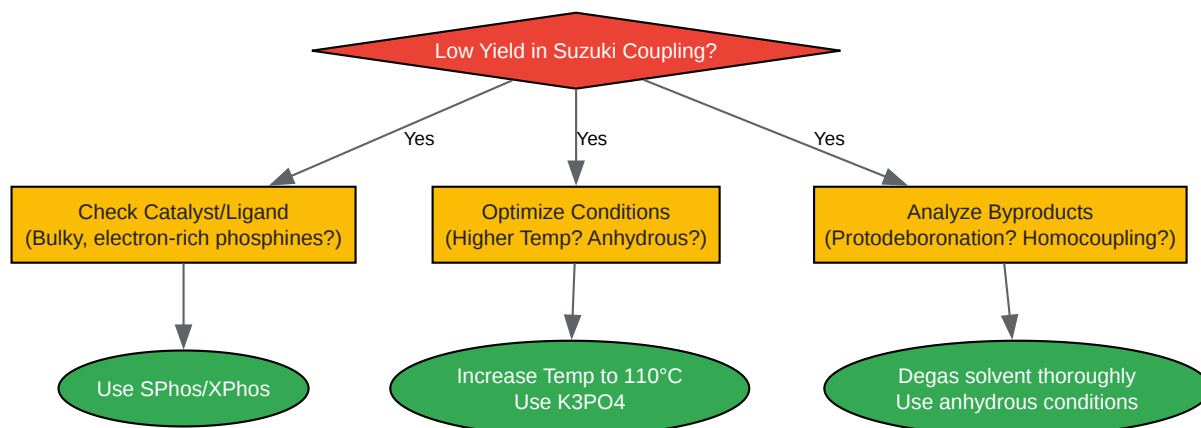 Low Yield in Suzuki Coupling?
Yes
Yes
Yes
Check Catalyst/Ligand
(Bulky, electron-rich phosphines?)
Optimize Conditions
(Higher Temp? Anhydrous?)
Analyze Byproducts
(Protodeboronation? Homocoupling?)
Use SPhos/XPhos
Increase Temp to 110°C
Use K3PO4
Degas solvent thoroughly
Use anhydrous conditions